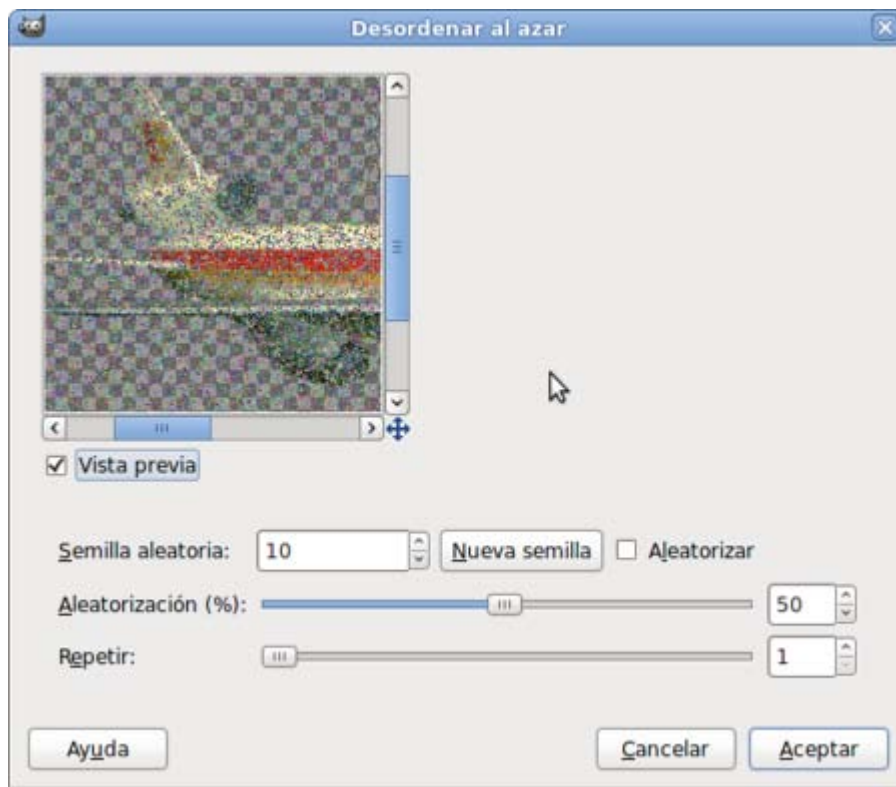 Desordenar al azar
Vista previa
Semilla aleatoria: 10 Nueva semilla Aleatorizar
Aleatorización (%): 50
Repetir: 1
Ayuda Cancelar Aceptar